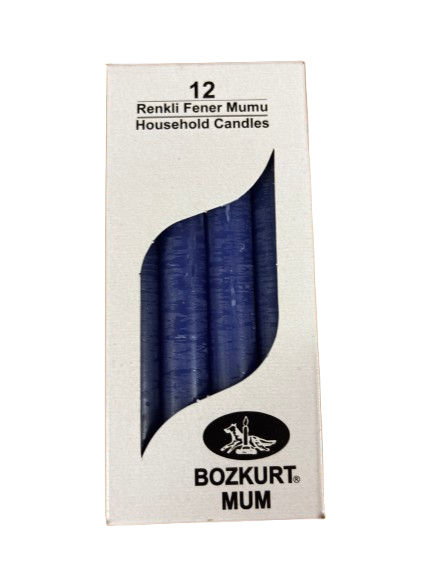 12
Renkli Fener Mumu
Household Candles
BOZKURT®
MUM